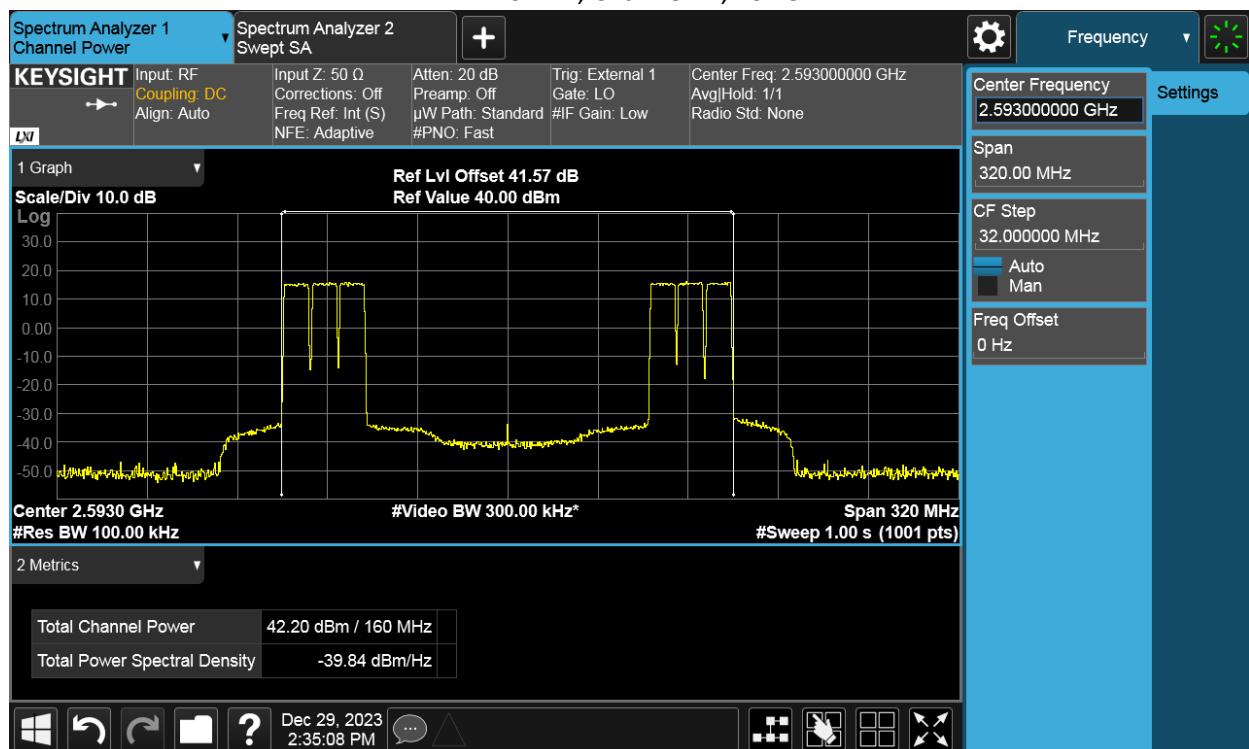 Spectrum Analyzer 1
Channel Power
Spectrum Analyzer 2
Swept SA
Frequency
KEYSIGHT
LXI
Input: RF
Coupling: DC
Align: Auto
Input Z: 50 Ω
Corrections: Off
Freq Ref: Int (S)
NFE: Adaptive
Atten: 20 dB
Preamp: Off
µW Path: Standard
#PNO: Fast
Trig: External 1
Gate: LO
#IF Gain: Low
Center Freq: 2.593000000 GHz
Avg|Hold: 1/1
Radio Std: None
Center Frequency
2.593000000 GHz
Settings
Span
320.00 MHz
CF Step
32.000000 MHz
Auto
Man
Freq Offset
0 Hz
1 Graph
Scale/Div 10.0 dB
Ref Lvl Offset 41.57 dB
Ref Value 40.00 dBm
Log
30.0
20.0
10.0
0.00
-10.0
-20.0
-30.0
-40.0
-50.0
Center 2.5930 GHz
#Video BW 300.00 kHz*
Span 320 MHz
#Res BW 100.00 kHz
#Sweep 1.00 s (1001 pts)
2 Metrics
Total Channel Power 42.20 dBm / 160 MHz
Total Power Spectral Density -39.84 dBm/Hz
?
Dec 29, 2023
2:35:08 PM